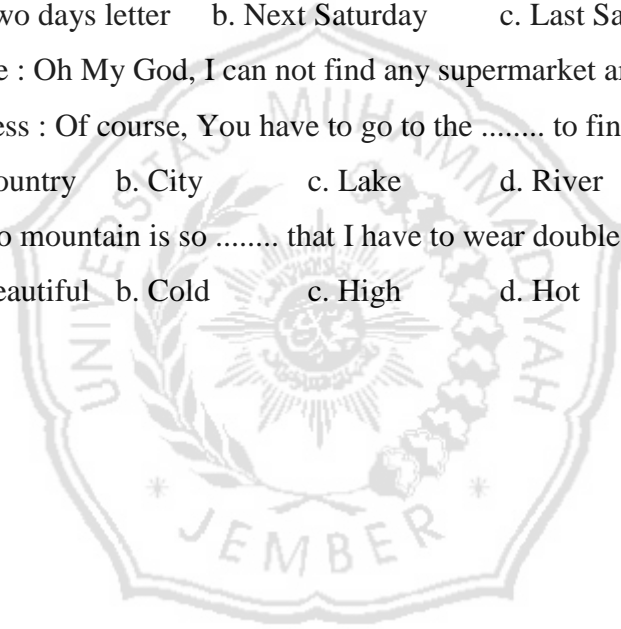 wo days letter b. Next Saturday c. Last Sa
e : Oh My God, I can not find any supermarket ar
ess : Of course, You have to go to the ........ to fin
ountry b. City c. Lake d. River
o mountain is so ........ that I have to wear double
eautiful b. Cold c. High d. Hot
UNIVERSITAS MUHAMMADIYAH
JEMBER